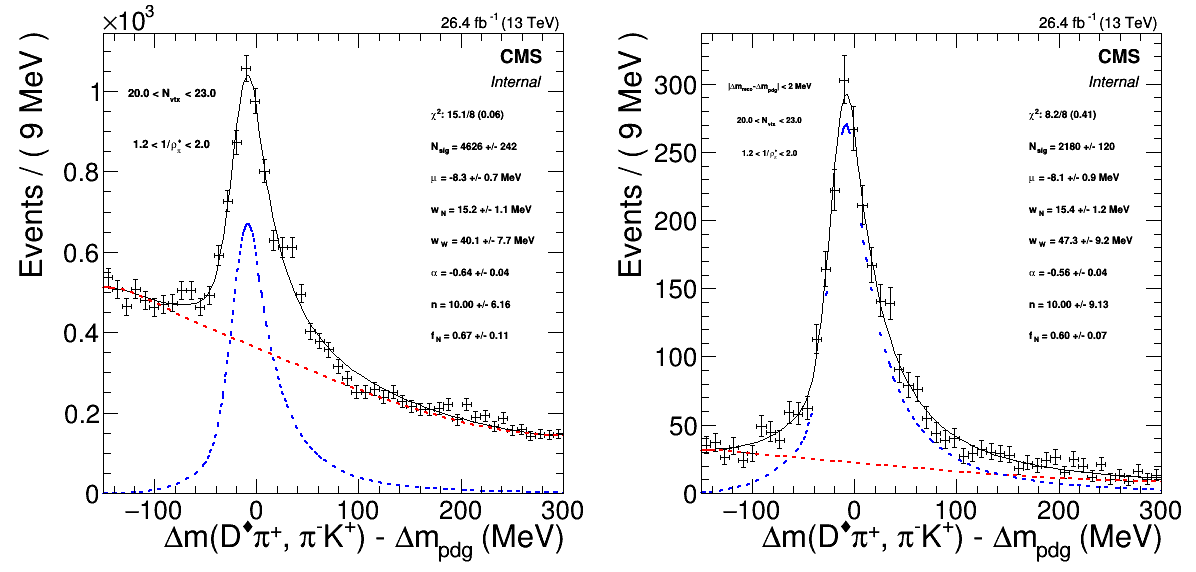 ×10³
26.4 fb⁻¹ (13 TeV)
CMS
Internal
20.0 < N_vtx < 23.0
1.2 < 1/ρ_π^♦ < 2.0
χ²: 15.1/8 (0.06)
N_sig = 4626 +/- 242
μ = -8.3 +/- 0.7 MeV
w_N = 15.2 +/- 1.1 MeV
w_W = 40.1 +/- 7.7 MeV
α = -0.64 +/- 0.04
n = 10.00 +/- 6.16
f_N = 0.67 +/- 0.11
Events / ( 9 MeV )
1
0.8
0.6
0.4
0.2
0
−100 0 100 200 300
Δm(D♦π⁺, π⁻K⁺) - Δm_pdg (MeV)
26.4 fb⁻¹ (13 TeV)
CMS
Internal
|Δm_reco-Δm_pdg| < 2 MeV
20.0 < N_vtx < 23.0
1.2 < 1/ρ_π^♦ < 2.0
χ²: 8.2/8 (0.41)
N_sig = 2180 +/- 120
μ = -8.1 +/- 0.9 MeV
w_N = 15.4 +/- 1.2 MeV
w_W = 47.3 +/- 9.2 MeV
α = -0.56 +/- 0.04
n = 10.00 +/- 9.13
f_N = 0.60 +/- 0.07
Events / ( 9 MeV )
300
250
200
150
100
50
0
−100 0 100 200 300
Δm(D♦π⁺, π⁻K⁺) - Δm_pdg (MeV)